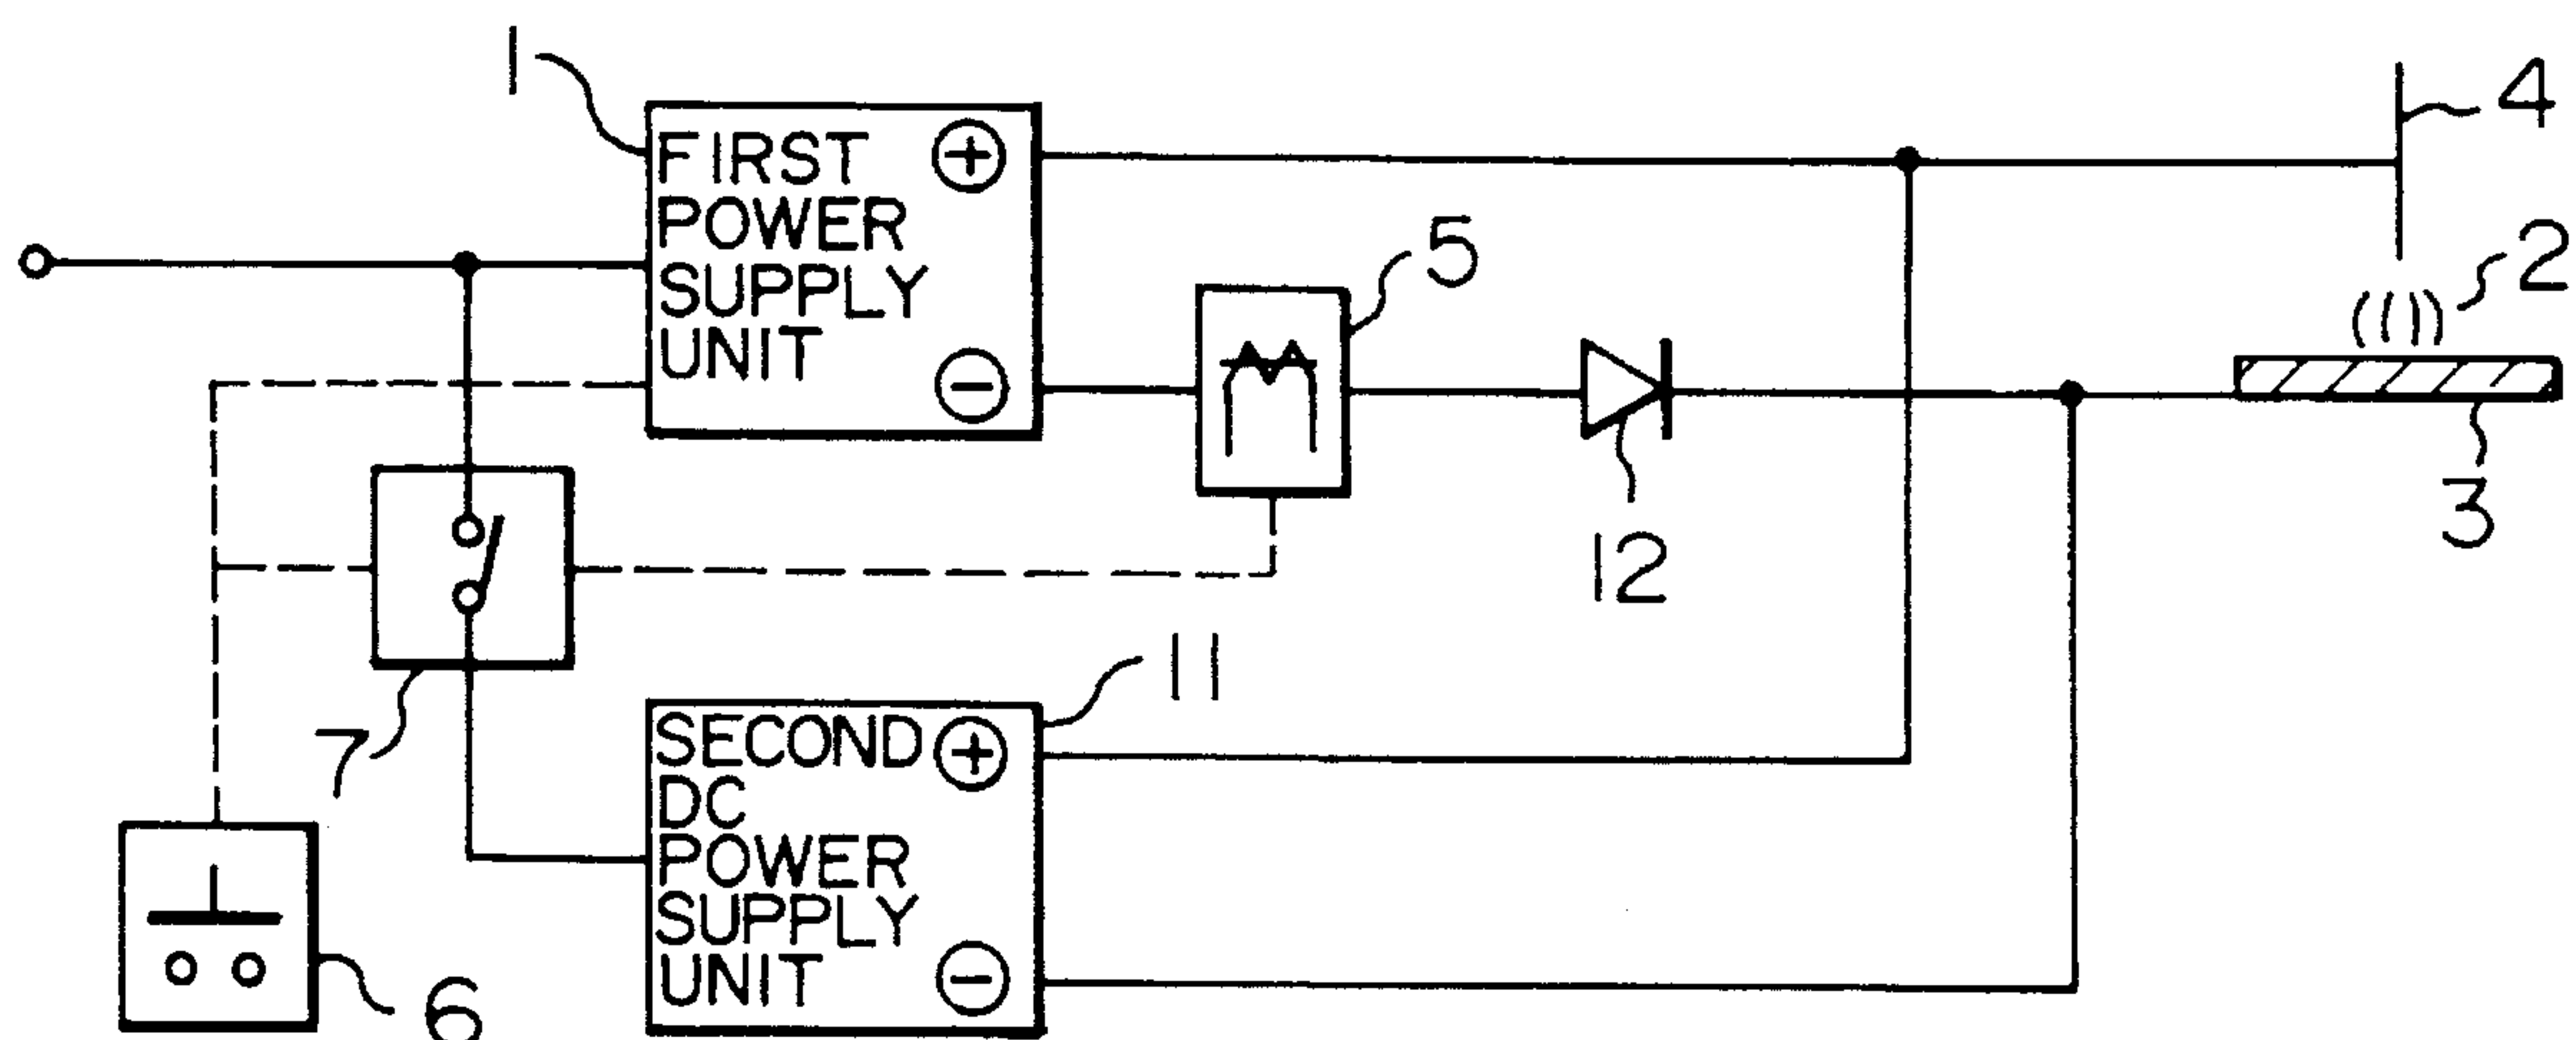 1
FIRST
POWER
SUPPLY
UNIT
+
−
4
2
5
3
12
7
11
SECOND
DC
POWER
SUPPLY
UNIT
+
−
6